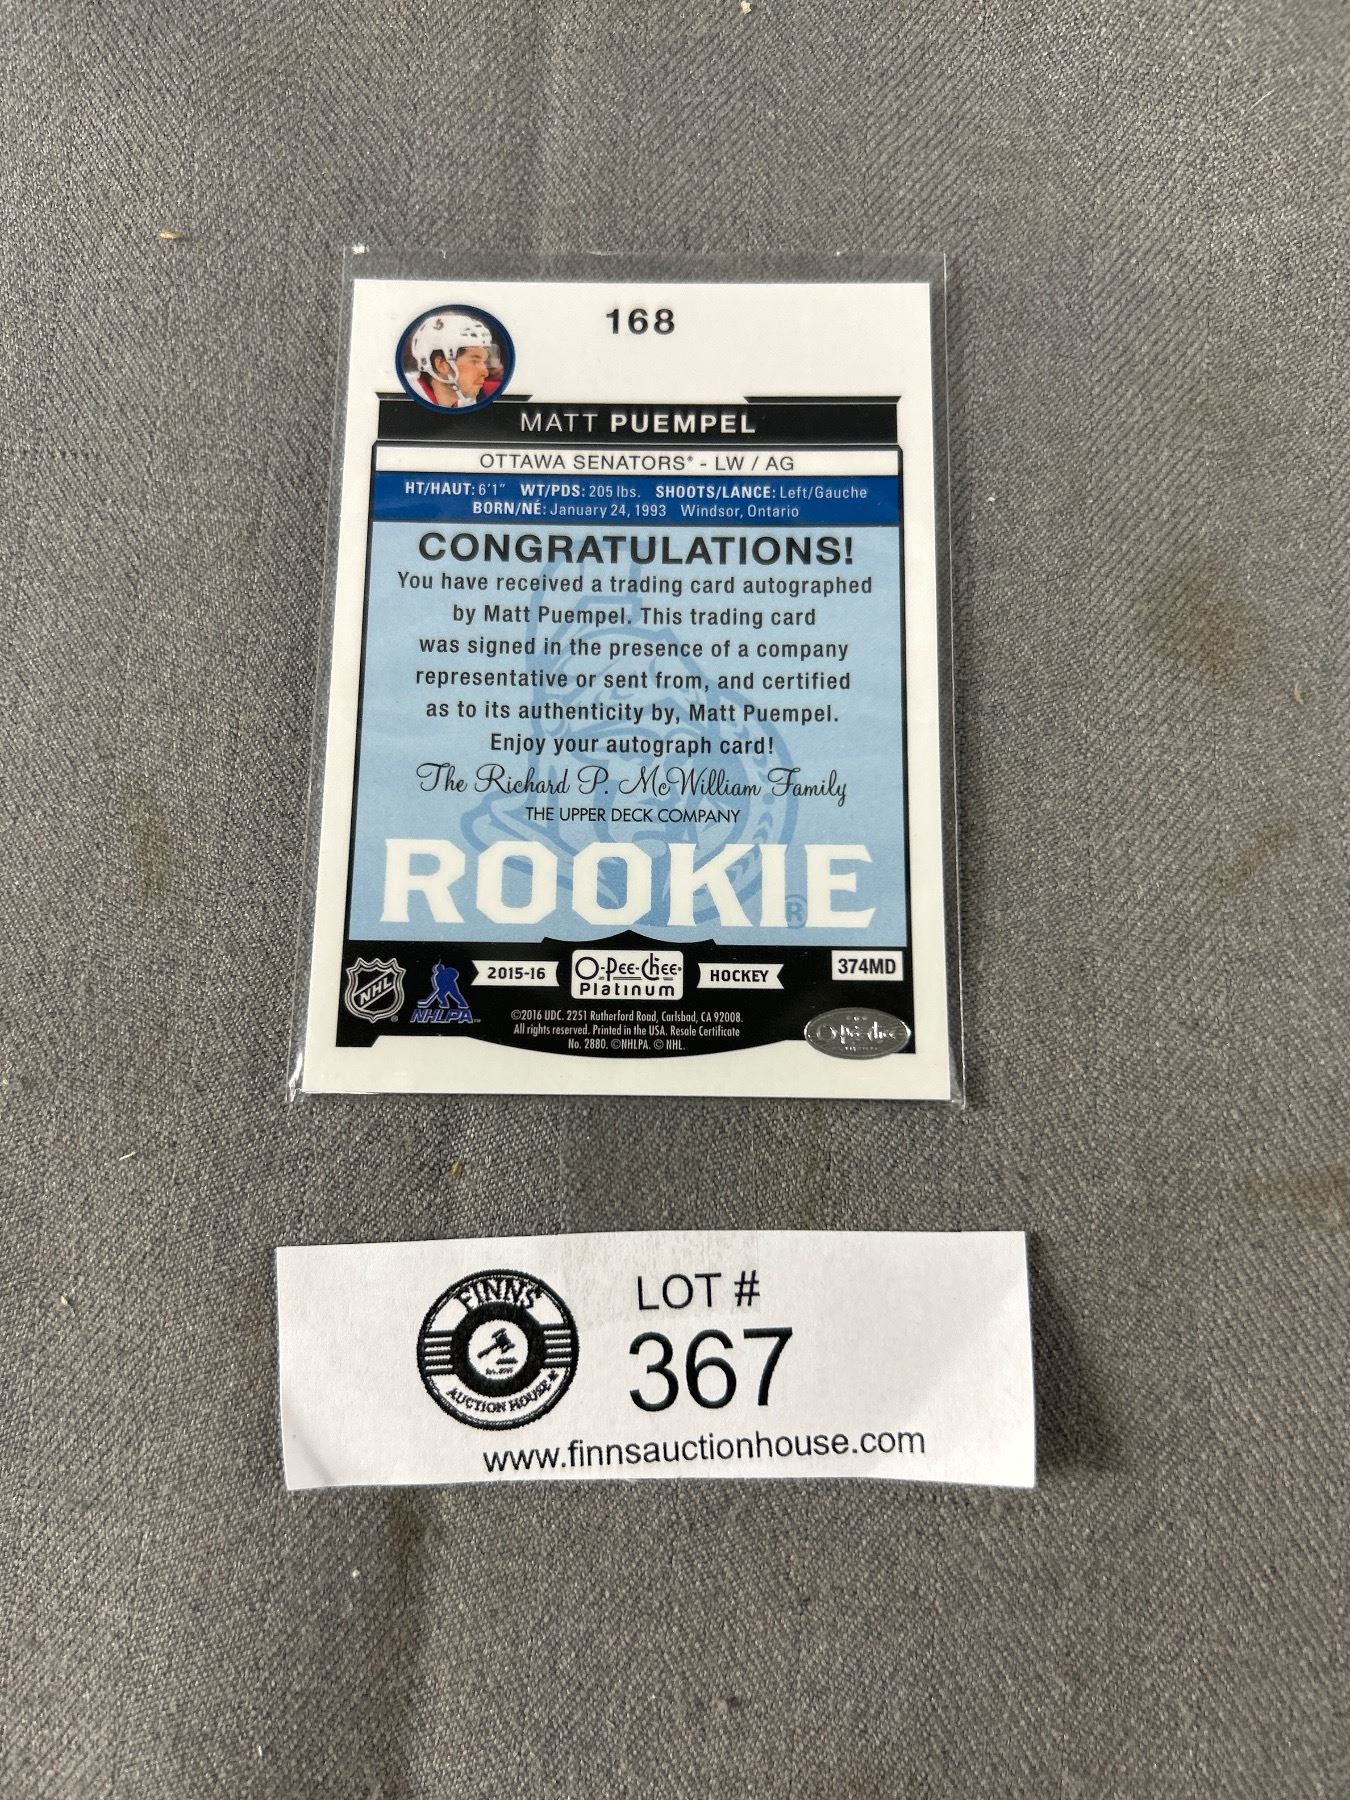 168
MATT PUEMPEL
OTTAWA SENATORS® - LW / AG
HT/HAUT: 6'1" WT/PDS: 205 lbs. SHOOTS/LANCE: Left/Gauche
BORN/NÉ: January 24, 1993 Windsor, Ontario
CONGRATULATIONS!
You have received a trading card autographed
by Matt Puempel. This trading card
was signed in the presence of a company
representative or sent from, and certified
as to its authenticity by, Matt Puempel.
Enjoy your autograph card!
The Richard P. McWilliam Family
THE UPPER DECK COMPANY
ROOKIE
®
NHL
NHLPA
2015-16
O-Pee-Chee
Platinum
HOCKEY
374MD
©2016 UDC. 2251 Rutherford Road, Carlsbad, CA 92008.
All rights reserved. Printed in the USA. Resale Certificate
No. 2880. ©NHLPA. © NHL.
O-Pee-Chee
FINNS
AUCTION HOUSE
LOT #
367
www.finnsauctionhouse.com